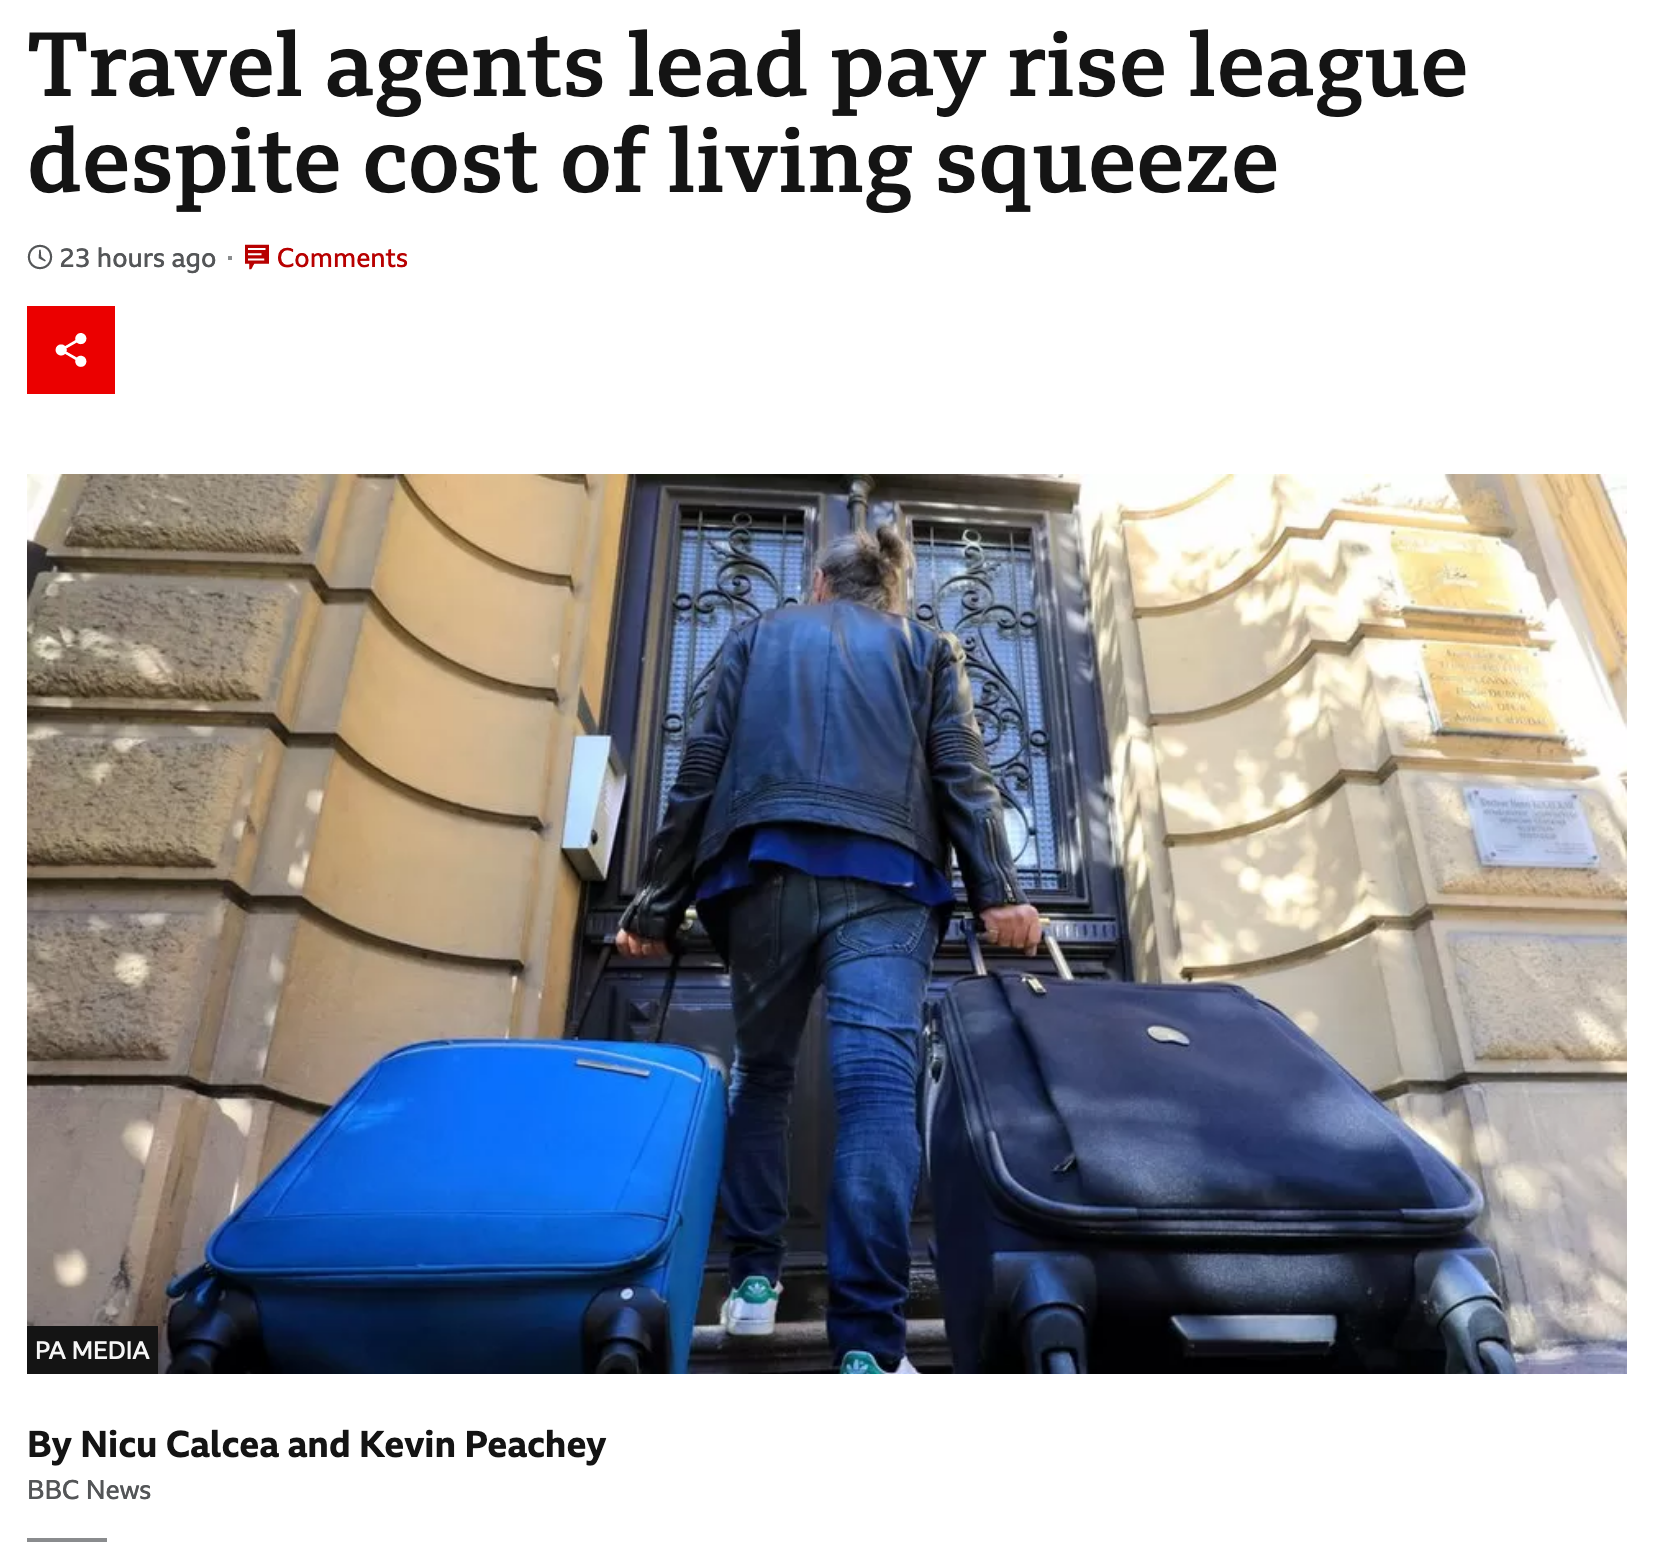 Travel agents lead pay rise league
despite cost of living squeeze
23 hours ago · Comments
PA MEDIA
By Nicu Calcea and Kevin Peachey
BBC News